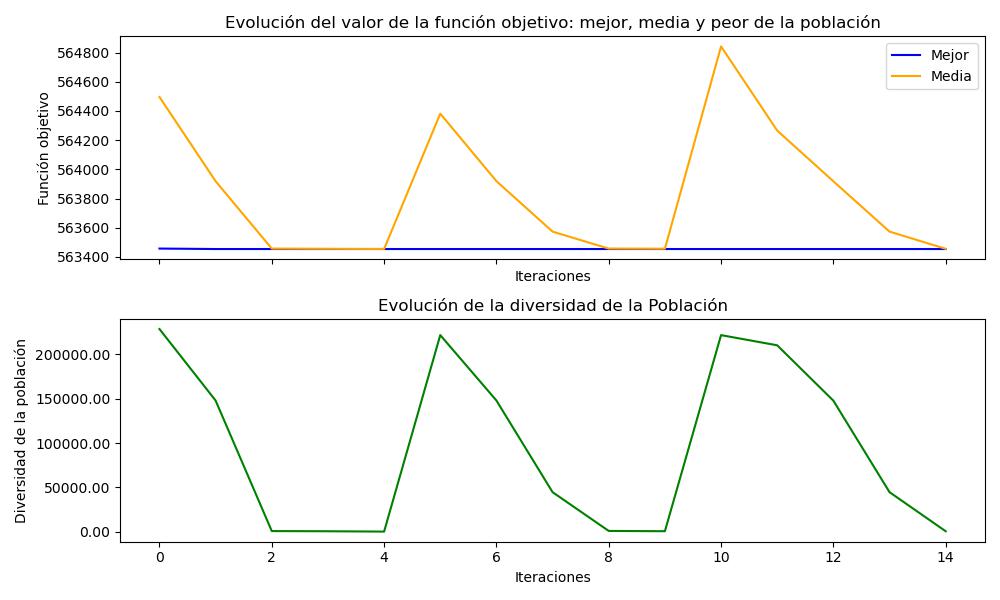 Evolución del valor de la función objetivo: mejor, media y peor de la población
564800
564600
564400
564200
564000
563800
563600
563400
Función objetivo
Mejor
Media
Iteraciones
Evolución de la diversidad de la Población
200000.00
150000.00
100000.00
50000.00
0.00
Diversidad de la población
0 2 4 6 8 10 12 14
Iteraciones